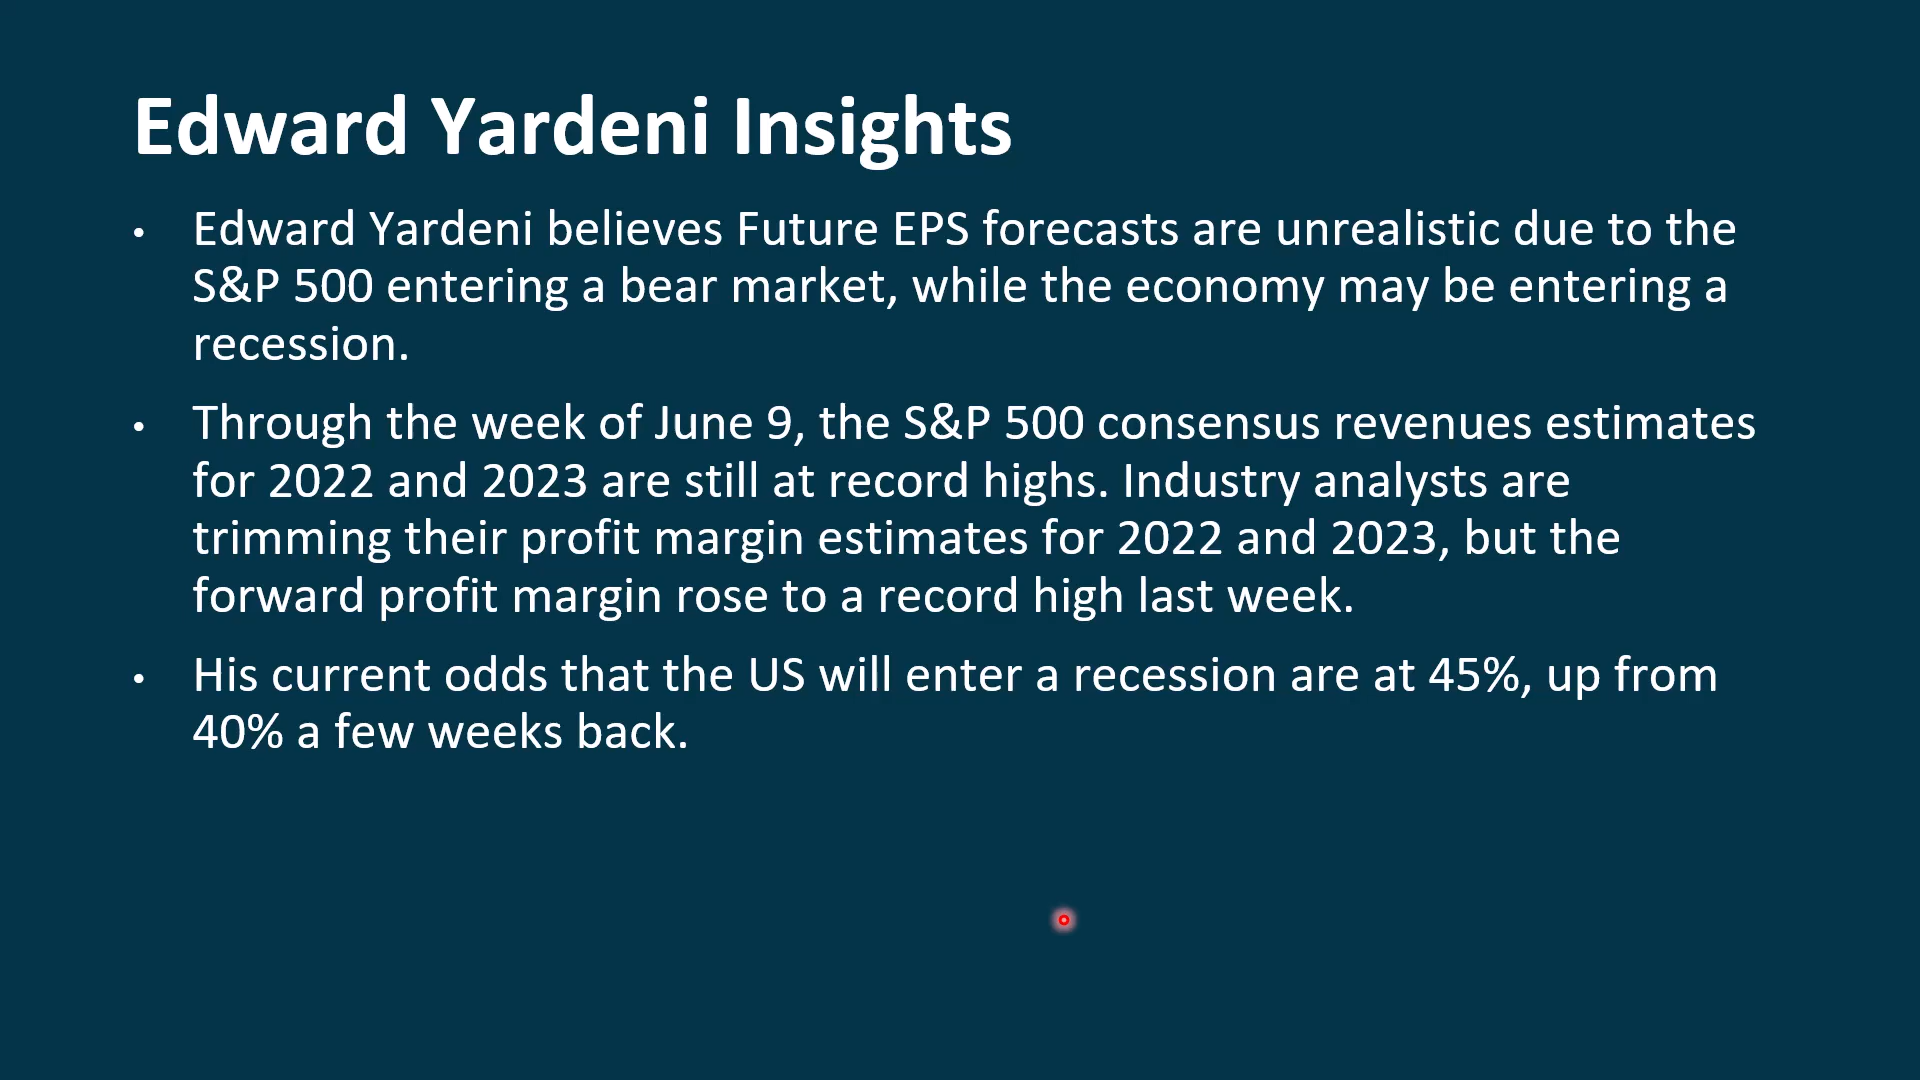 Edward Yardeni Insights
• Edward Yardeni believes Future EPS forecasts are unrealistic due to the
S&P 500 entering a bear market, while the economy may be entering a
recession.
• Through the week of June 9, the S&P 500 consensus revenues estimates
for 2022 and 2023 are still at record highs. Industry analysts are
trimming their profit margin estimates for 2022 and 2023, but the
forward profit margin rose to a record high last week.
• His current odds that the US will enter a recession are at 45%, up from
40% a few weeks back.